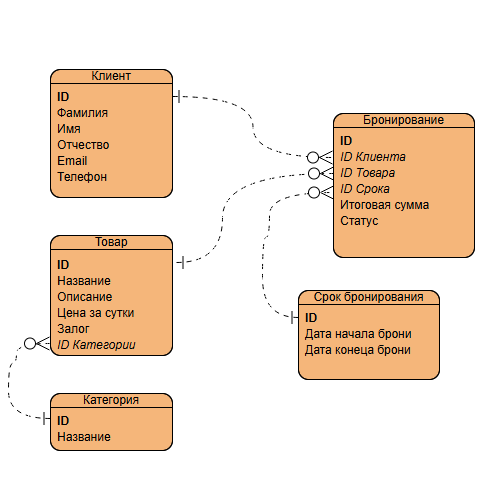 Клиент
ID
Фамилия
Имя
Отчество
Email
Телефон
Бронирование
ID
ID Клиента
ID Товара
ID Срока
Итоговая сумма
Статус
Товар
ID
Название
Описание
Цена за сутки
Залог
ID Категории
Срок бронирования
ID
Дата начала брони
Дата конеца брони
Категория
ID
Название